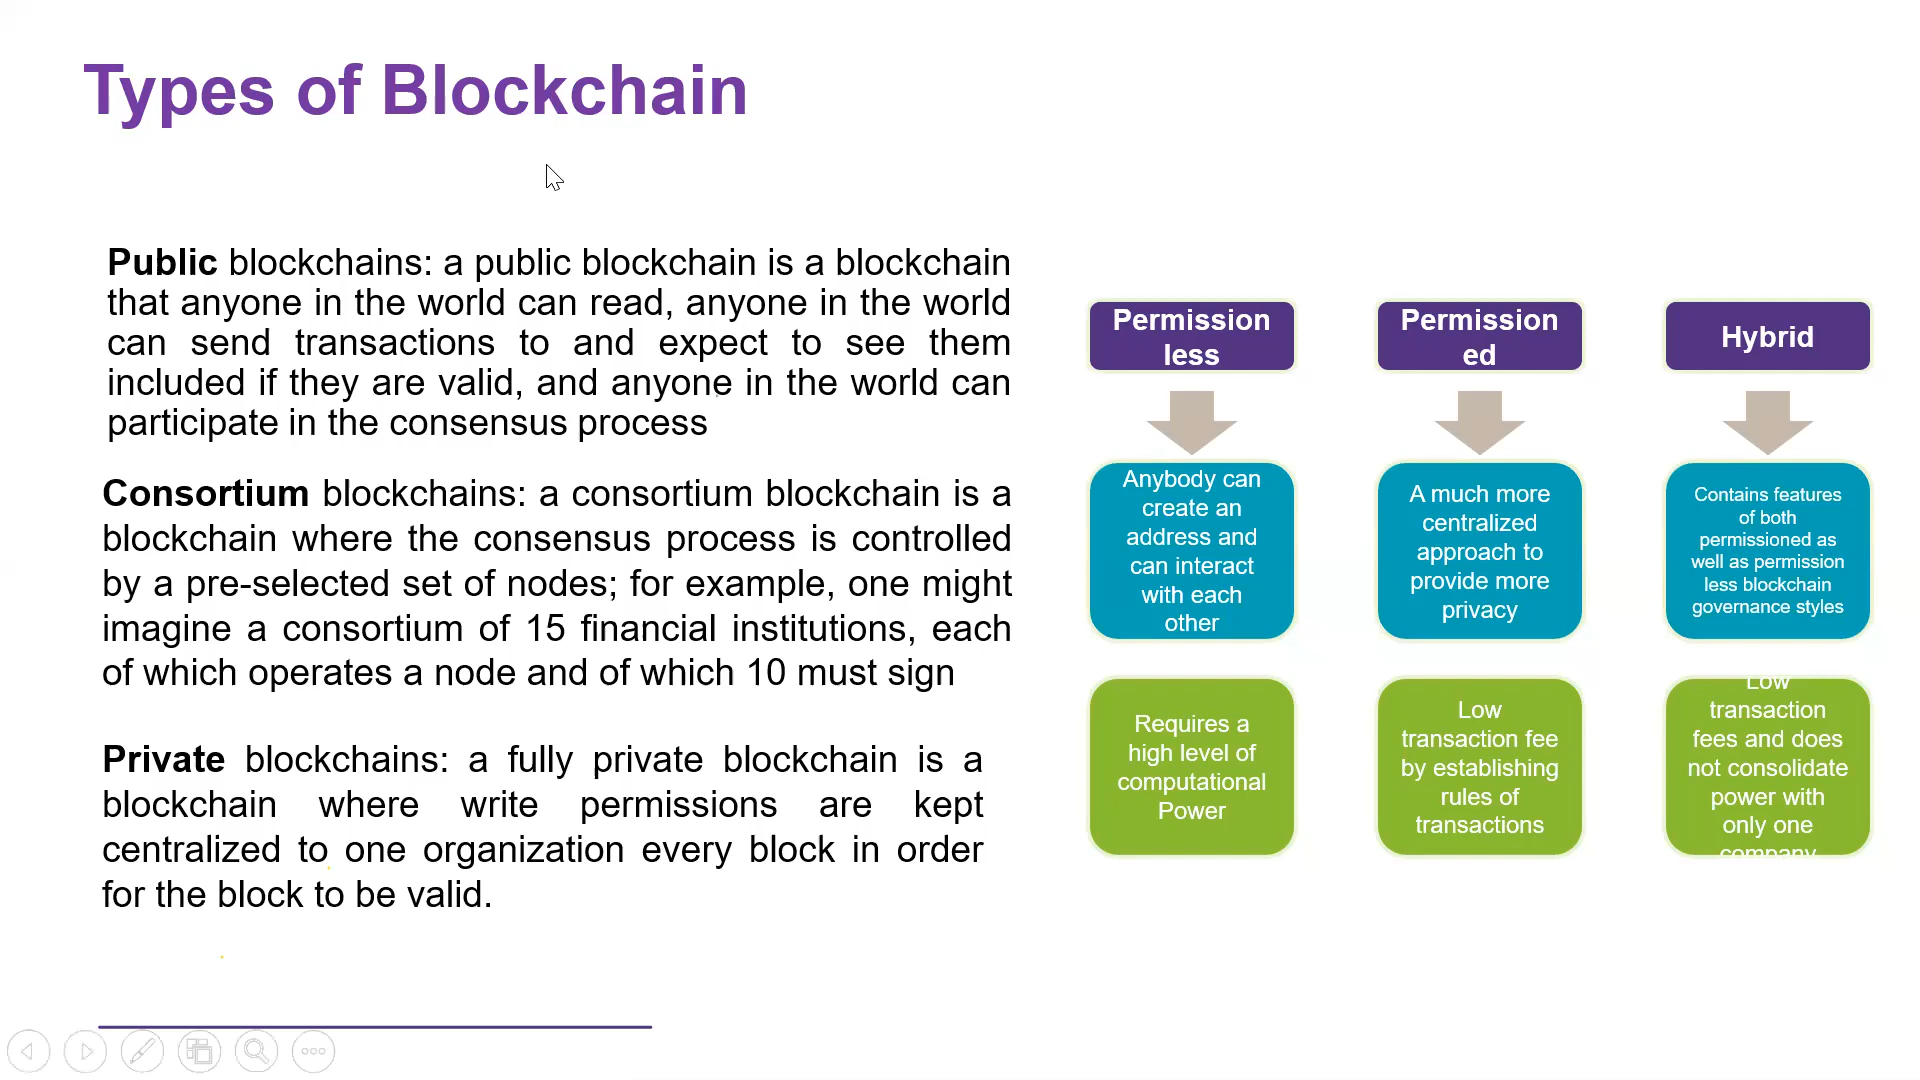 Types of Blockchain
Public blockchains: a public blockchain is a blockchain
that anyone in the world can read, anyone in the world
can send transactions to and expect to see them
included if they are valid, and anyone in the world can
participate in the consensus process
Consortium blockchains: a consortium blockchain is a
blockchain where the consensus process is controlled
by a pre-selected set of nodes; for example, one might
imagine a consortium of 15 financial institutions, each
of which operates a node and of which 10 must sign
Private blockchains: a fully private blockchain is a
blockchain where write permissions are kept
centralized to one organization every block in order
for the block to be valid.
Permission
less
Anybody can
create an
address and
can interact
with each
other
Requires a
high level of
computational
Power
Permission
ed
A much more
centralized
approach to
provide more
privacy
Low
transaction fee
by establishing
rules of
transactions
Hybrid
Contains features
of both
permissioned as
well as permission
less blockchain
governance styles
Low
transaction
fees and does
not consolidate
power with
only one
company